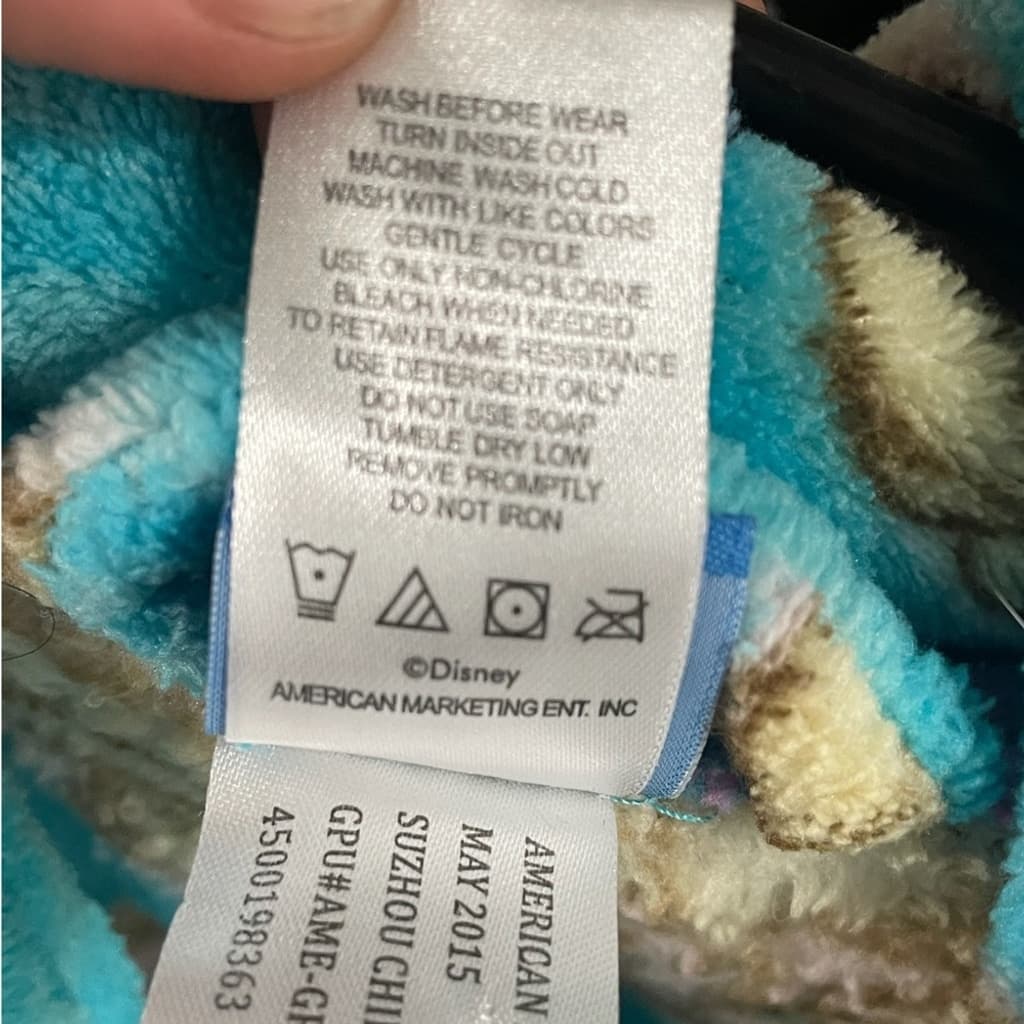 WASH BEFORE WEAR
TURN INSIDE OUT
MACHINE WASH COLD
WASH WITH LIKE COLORS
GENTLE CYCLE
USE ONLY NON-CHLORINE
BLEACH WHEN NEEDED
TO RETAIN FLAME RESISTANCE
USE DETERGENT ONLY
DO NOT USE SOAP
TUMBLE DRY LOW
REMOVE PROMPTLY
DO NOT IRON
©Disney
AMERICAN MARKETING ENT. INC
AMERICAN
MAY 2015
SUZHOU CHI
GPU#AME-G
4500198363